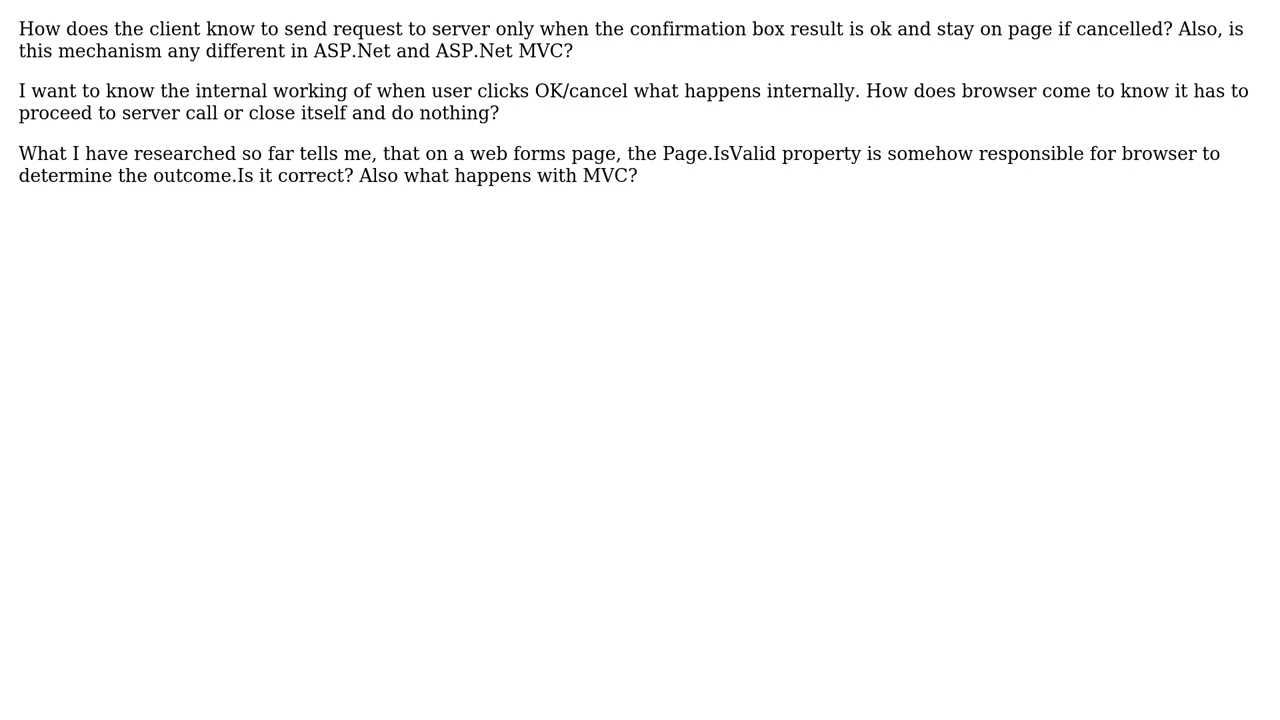 How does the client know to send request to server only when the confirmation box result is ok and stay on page if cancelled? Also, is
this mechanism any different in ASP.Net and ASP.Net MVC?
I want to know the internal working of when user clicks OK/cancel what happens internally. How does browser come to know it has to
proceed to server call or close itself and do nothing?
What I have researched so far tells me, that on a web forms page, the Page.IsValid property is somehow responsible for browser to
determine the outcome.Is it correct? Also what happens with MVC?